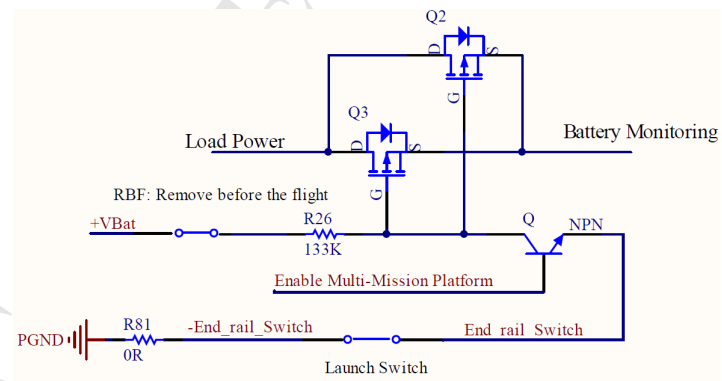 Q2
D
S
G
Q3
D
S
G
Load Power
Battery Monitoring
RBF: Remove before the flight
+VBat
R26
133K
Q
NPN
Enable Multi-Mission Platform
PGND
R81
0R
-End_rail_Switch
End_rail_Switch
Launch Switch